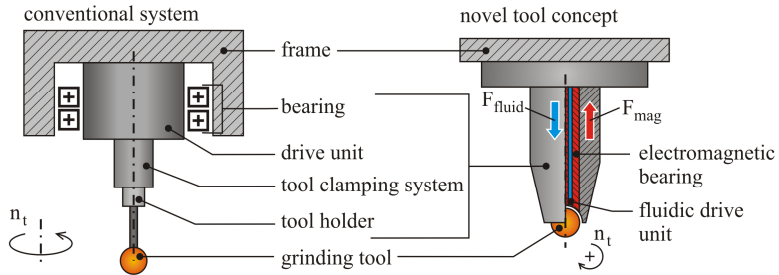 conventional system
novel tool concept
frame
bearing
drive unit
tool clamping system
tool holder
grinding tool
n_t
F_fluid
F_mag
electromagnetic
bearing
fluidic drive
unit
n_t